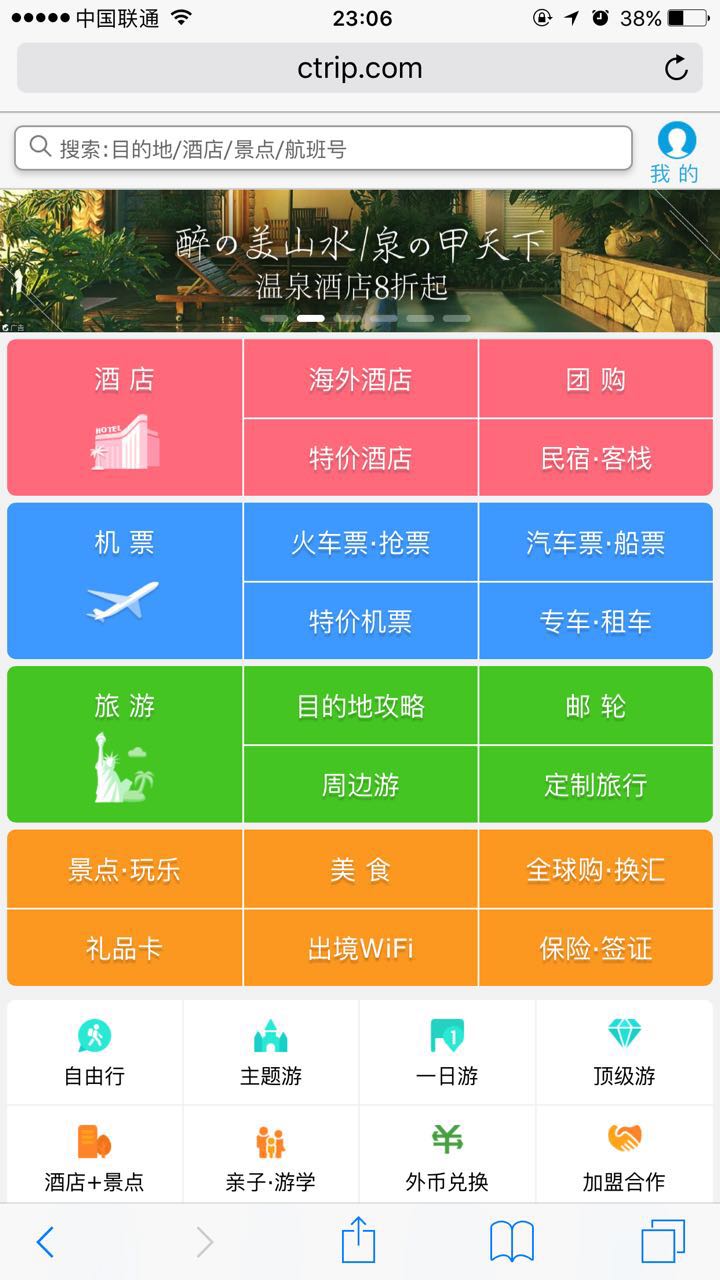 中国联通
23:06
38%
ctrip.com
搜索:目的地/酒店/景点/航班号
我的
醉の美山水/泉の甲天下
温泉酒店8折起
广告
酒店
海外酒店
团购
HOTEL
特价酒店
民宿·客栈
机票
火车票·抢票
汽车票·船票
特价机票
专车·租车
旅游
目的地攻略
邮轮
周边游
定制旅行
景点·玩乐
美食
全球购·换汇
礼品卡
出境WiFi
保险·签证
1
自由行
主题游
一日游
顶级游
酒店+景点
亲子·游学
外币兑换
加盟合作